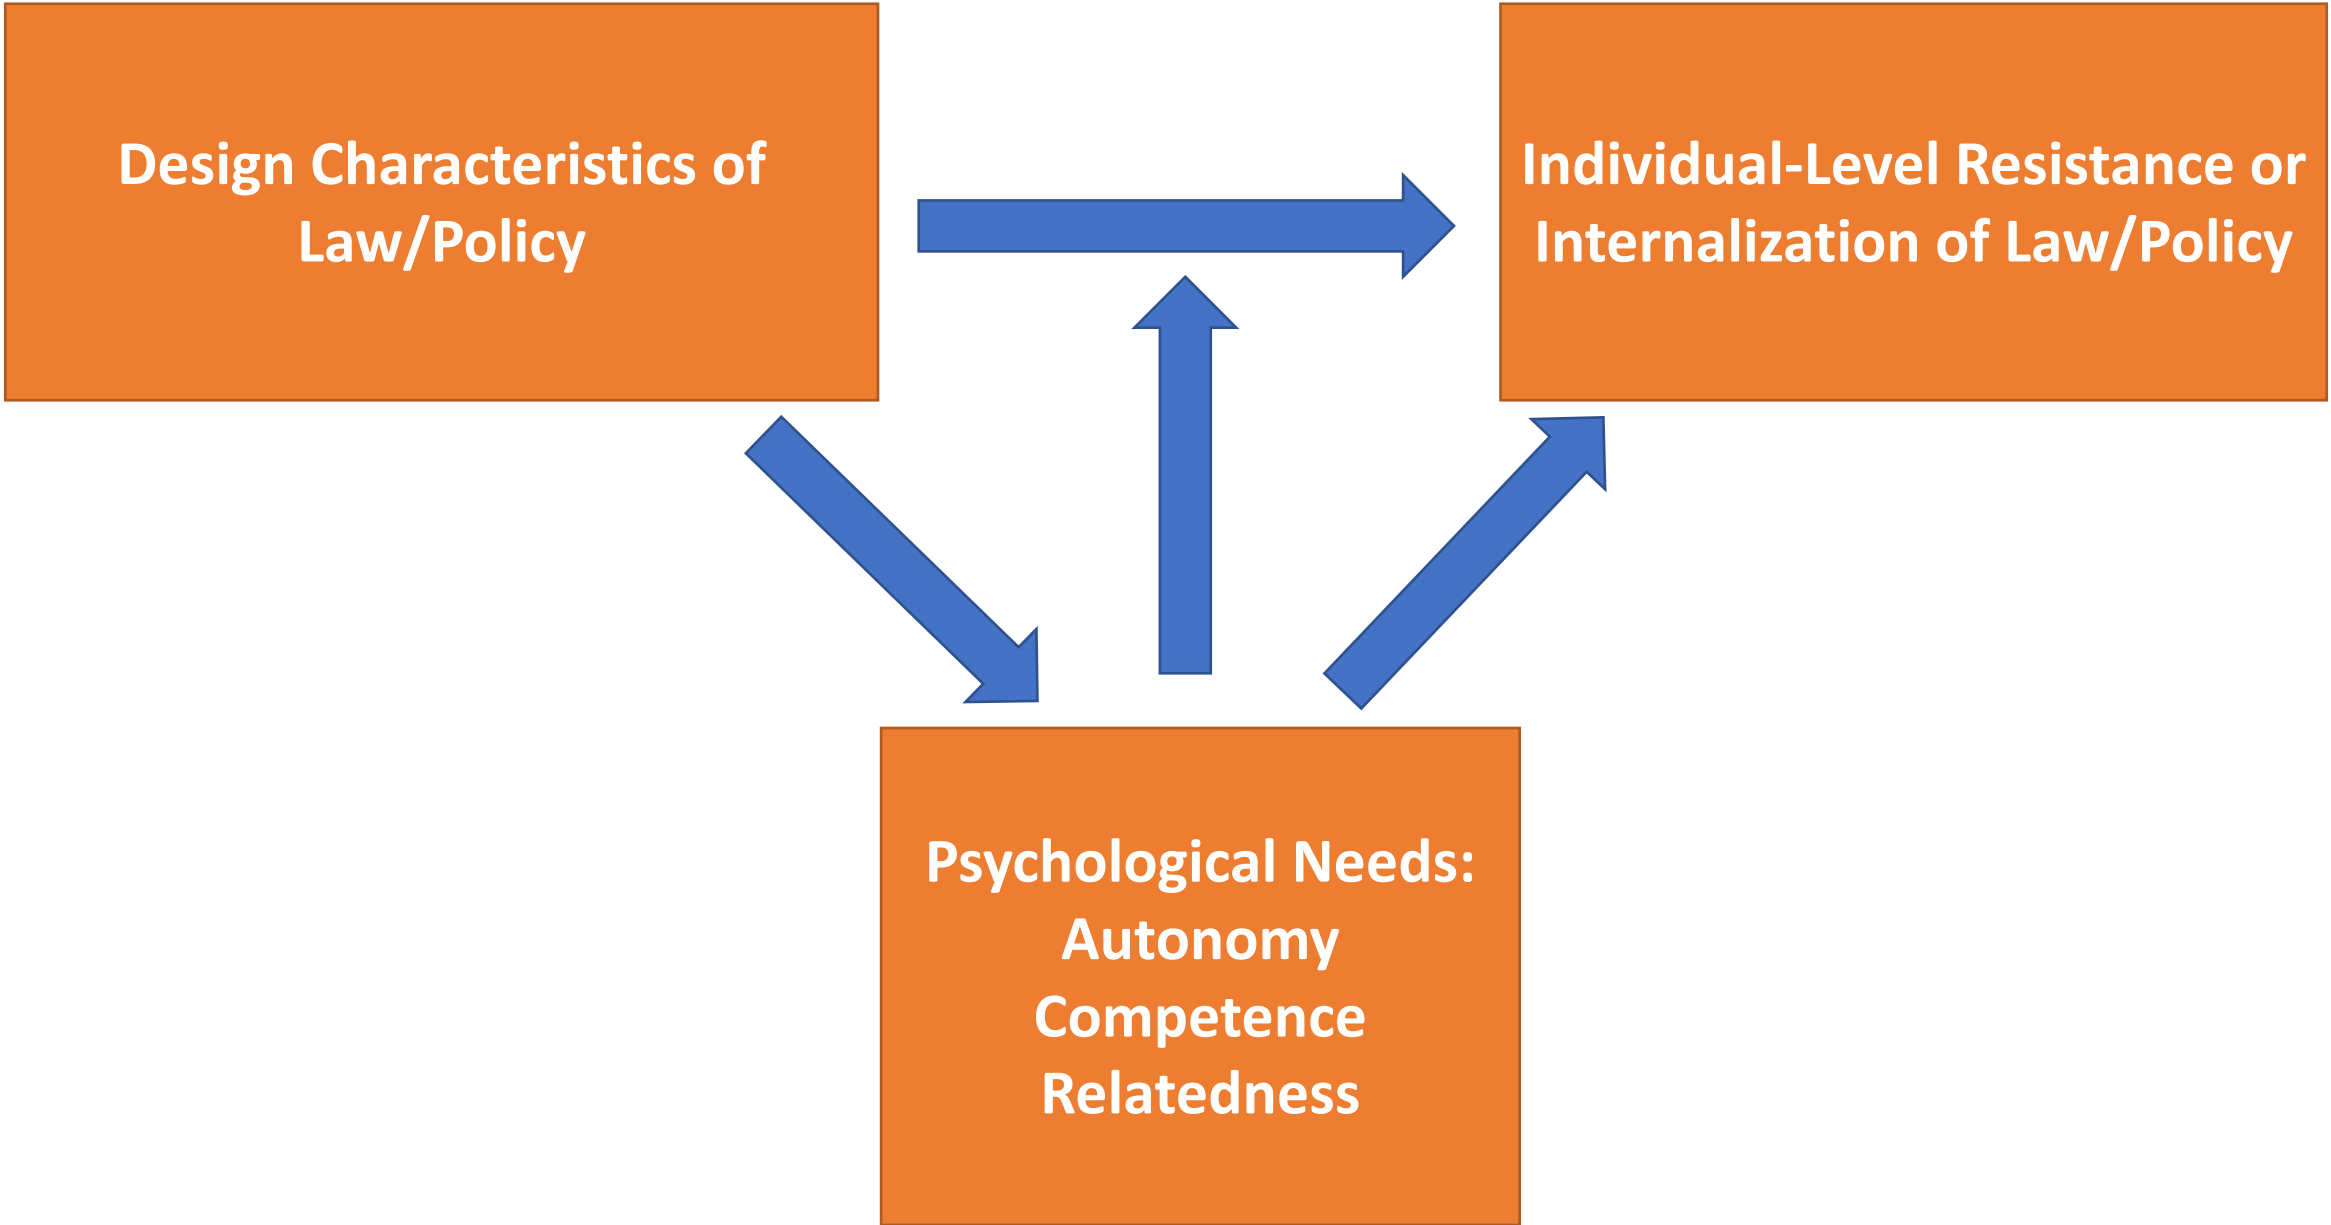 Design Characteristics of
Law/Policy
Individual-Level Resistance or
Internalization of Law/Policy
Psychological Needs:
Autonomy
Competence
Relatedness